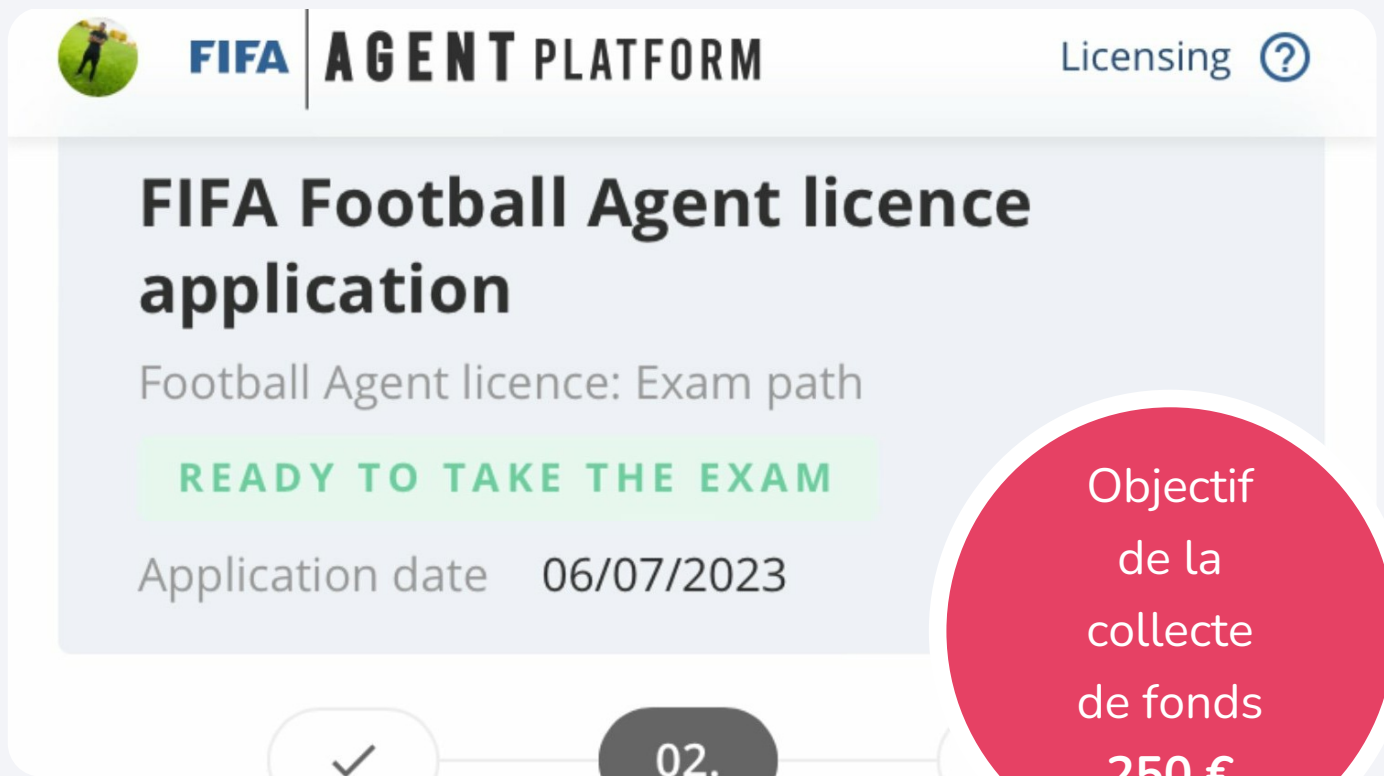 FIFA AGENT PLATFORM Licensing ?
FIFA Football Agent licence
application
Football Agent licence: Exam path
READY TO TAKE THE EXAM
Application date 06/07/2023
02.
Objectif
de la
collecte
de fonds
250 €